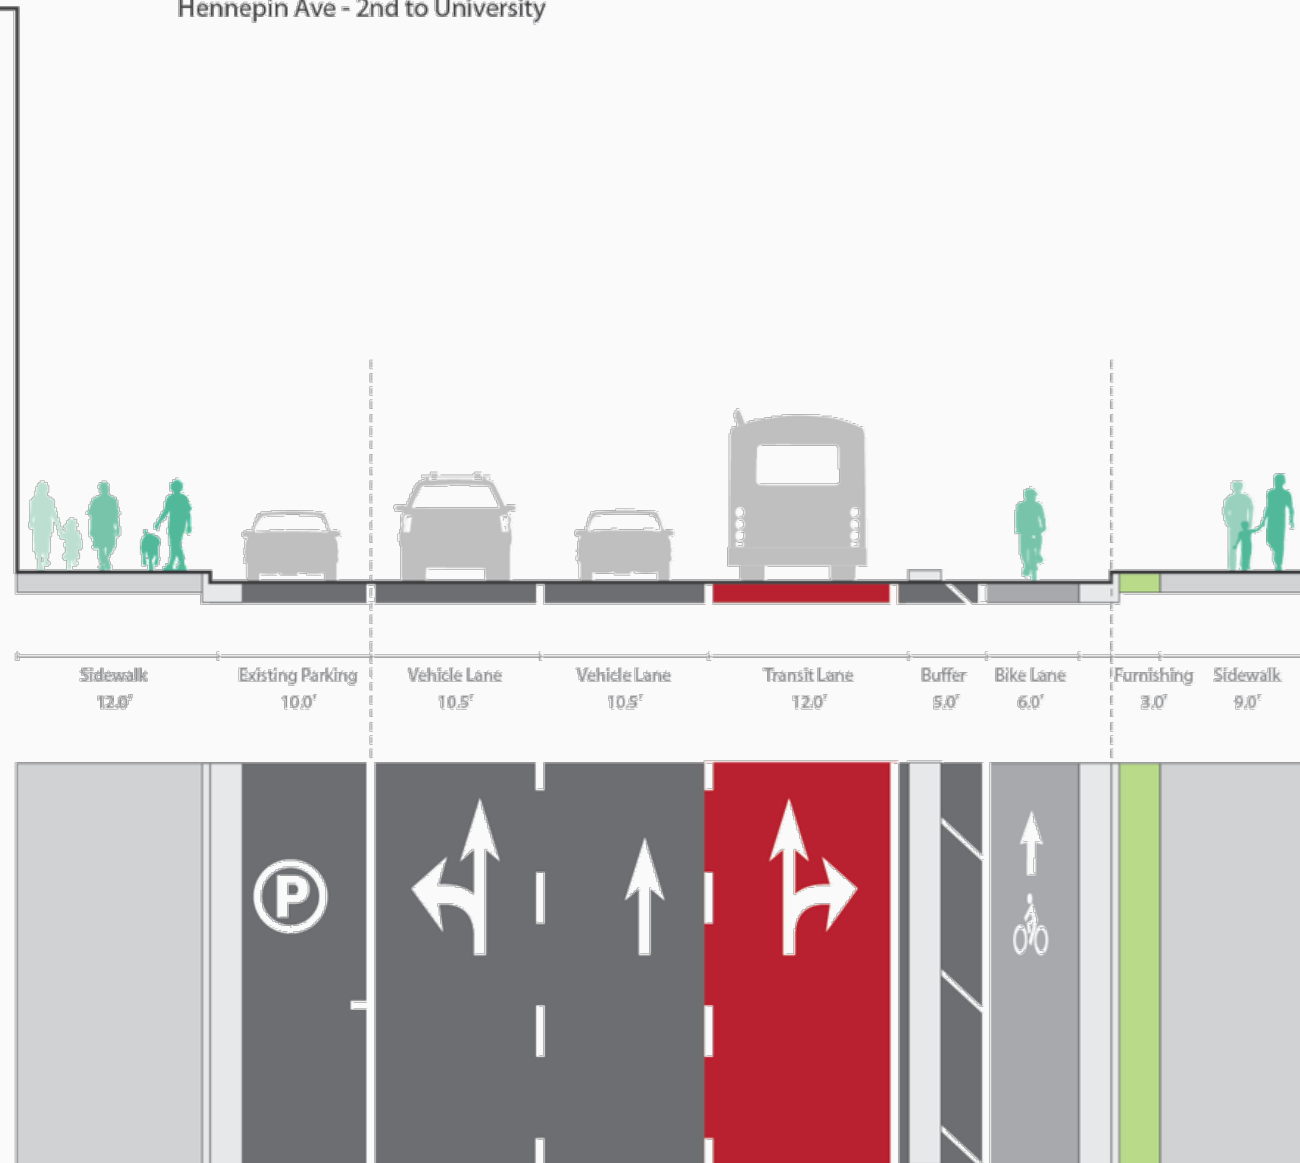 Hennepin Ave - 2nd to University
Sidewalk Existing Parking Vehicle Lane Vehicle Lane Transit Lane Buffer Bike Lane Furnishing Sidewalk
12.0' 10.0' 10.5' 10.5' 12.0' 5.0' 6.0' 3.0' 9.0'
P